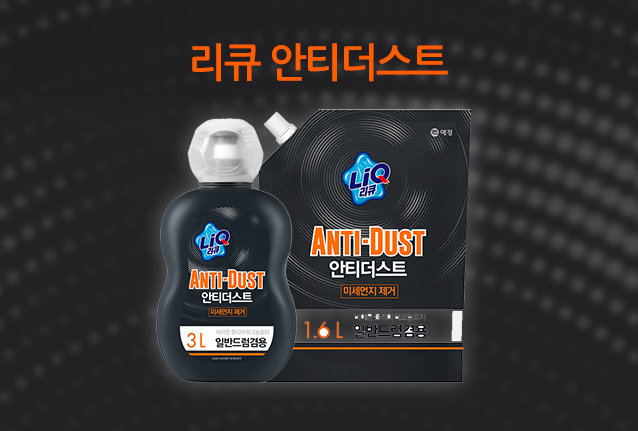 리큐 안티더스트
애경
LiQ
리큐
ANTI-DUST
안티더스트
미세먼지 제거
1.6 L
일반드럼겸용
LiQ
리큐
ANTI-DUST
안티더스트
미세먼지 제거
3L
일반드럼겸용